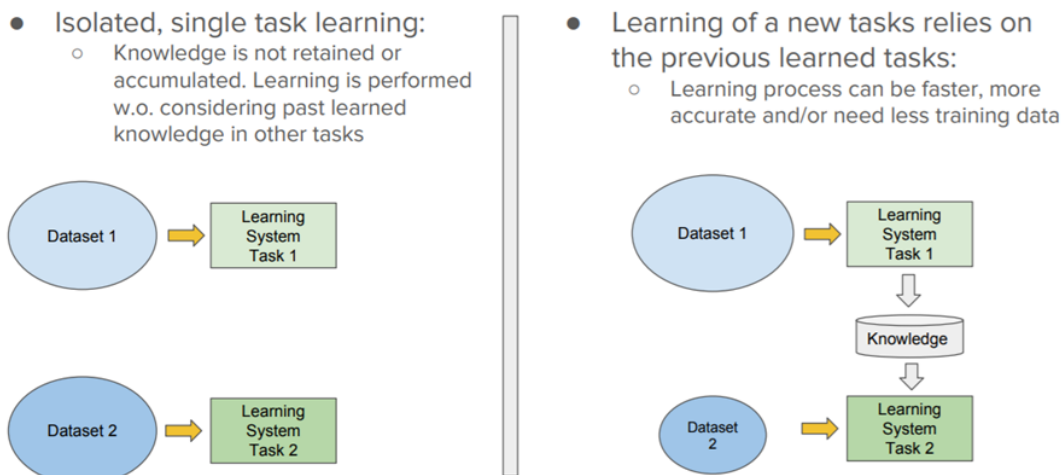 ● Isolated, single task learning:
○ Knowledge is not retained or
accumulated. Learning is performed
w.o. considering past learned
knowledge in other tasks
Dataset 1
Learning
System
Task 1
Dataset 2
Learning
System
Task 2
● Learning of a new tasks relies on
the previous learned tasks:
○ Learning process can be faster, more
accurate and/or need less training data
Dataset 1
Learning
System
Task 1
Knowledge
Dataset
2
Learning
System
Task 2